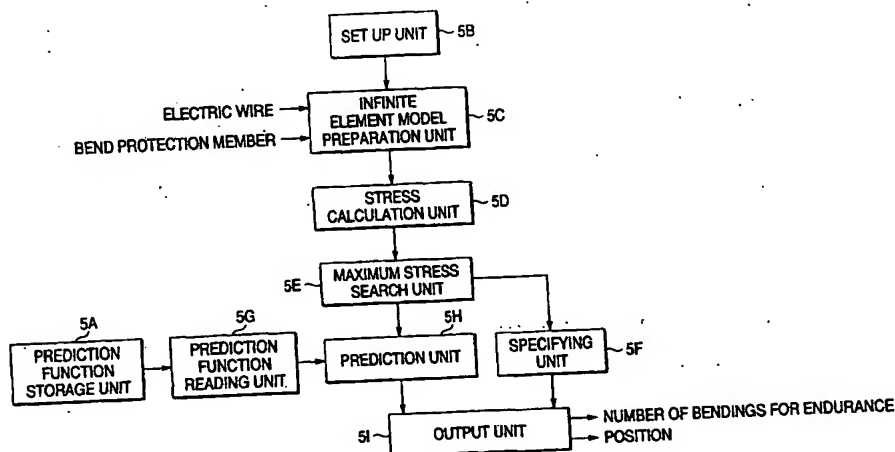 SET UP UNIT
5B
ELECTRIC WIRE
BEND PROTECTION MEMBER
INFINITE
ELEMENT MODEL
PREPARATION UNIT
5C
STRESS
CALCULATION UNIT
5D
MAXIMUM STRESS
SEARCH UNIT
5E
5A
PREDICTION
FUNCTION
STORAGE UNIT
5G
PREDICTION
FUNCTION
READING UNIT
5H
PREDICTION UNIT
SPECIFYING
UNIT
5F
5I
OUTPUT UNIT
NUMBER OF BENDINGS FOR ENDURANCE
POSITION